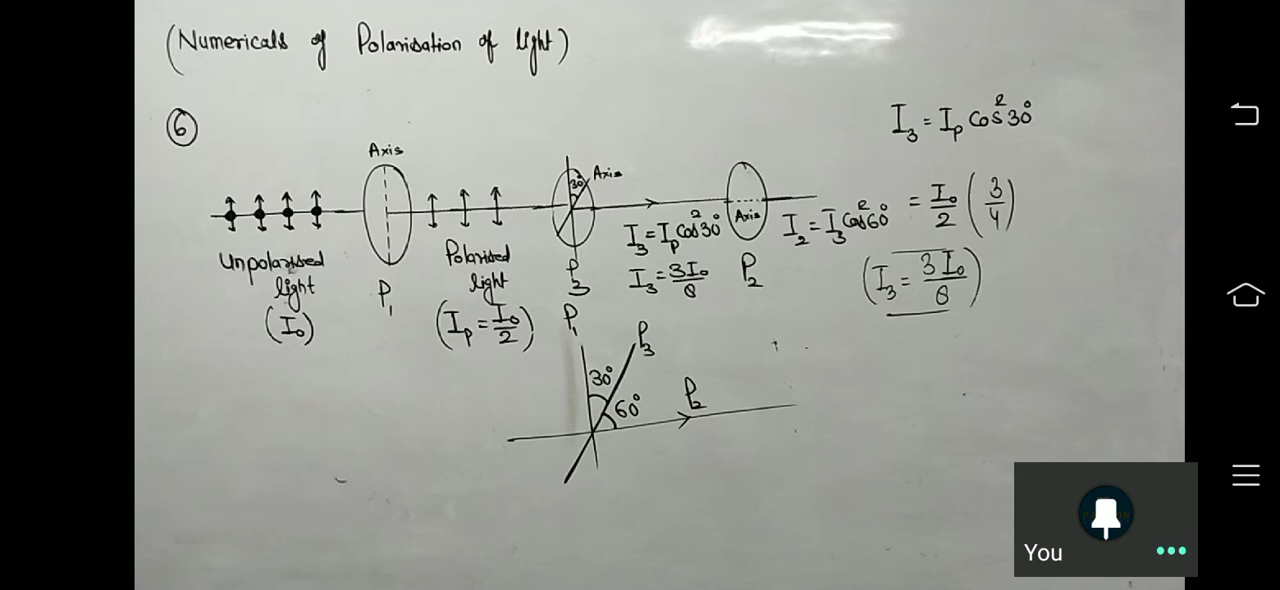 (Numericals of Polarisation of light)
6
Axis
Unpolarised
light
(I₀)
P₁
Polarised
light
(Iₚ = I₀/2)
30°
Axis
P₃
I₃ = Iₚ Cos²30°
I₃ = 3I₀/8
Axis
P₂
I₂ = I₃ Cos²60°
I₃ = Iₚ Cos²30°
= I₀/2 (3/4)
(I₃ = 3I₀/8)
P₁
P₃
30°
60°
P₂
You